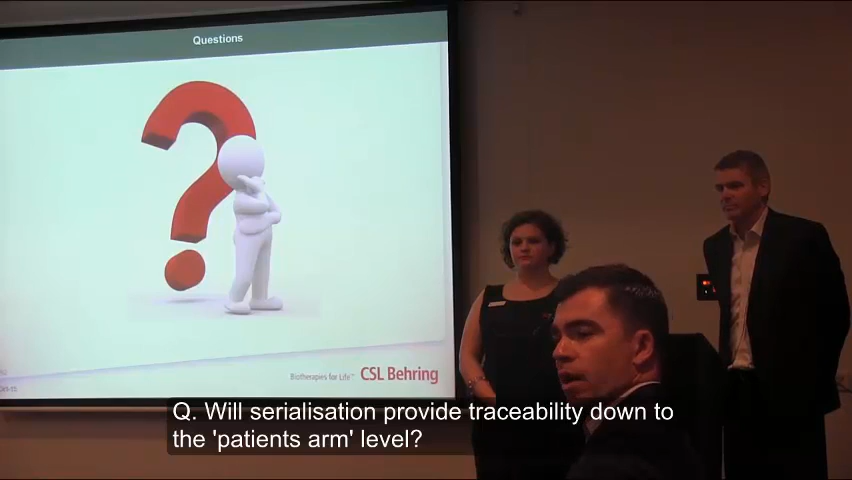 Questions
Biotherapies for Life™ CSL Behring
Q. Will serialisation provide traceability down to
the 'patients arm' level?